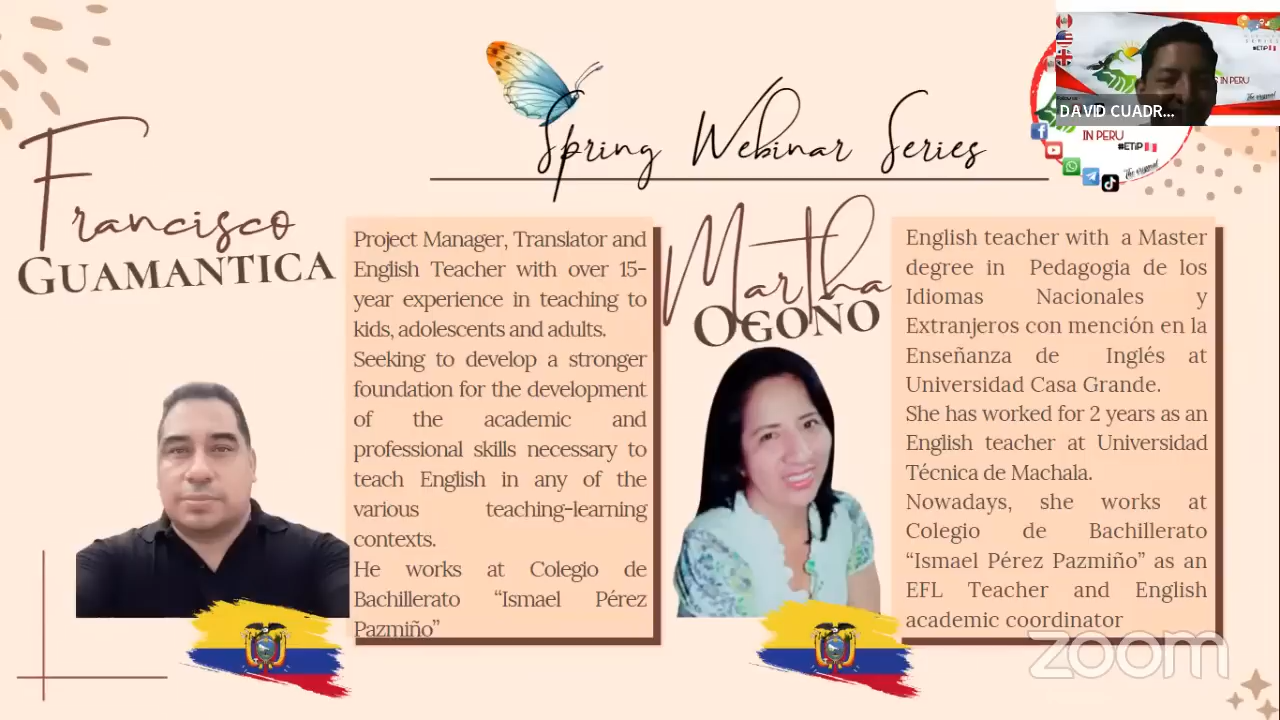 Spring Webinar Series
DAVID CUADR...
S IN PERU
#ETiP
IN PERU
#ETiP
The original
Francisco
GUAMANTICA
Project Manager, Translator and
English Teacher with over 15-
year experience in teaching to
kids, adolescents and adults.
Seeking to develop a stronger
foundation for the development
of the academic and
professional skills necessary to
teach English in any of the
various teaching-learning
contexts.
He works at Colegio de
Bachillerato “Ismael Pérez
Pazmiño”
Martha
OGOÑO
English teacher with a Master
degree in Pedagogia de los
Idiomas Nacionales y
Extranjeros con mención en la
Enseñanza de Inglés at
Universidad Casa Grande.
She has worked for 2 years as an
English teacher at Universidad
Técnica de Machala.
Nowadays, she works at
Colegio de Bachillerato
“Ismael Pérez Pazmiño” as an
EFL Teacher and English
academic coordinator
zoom